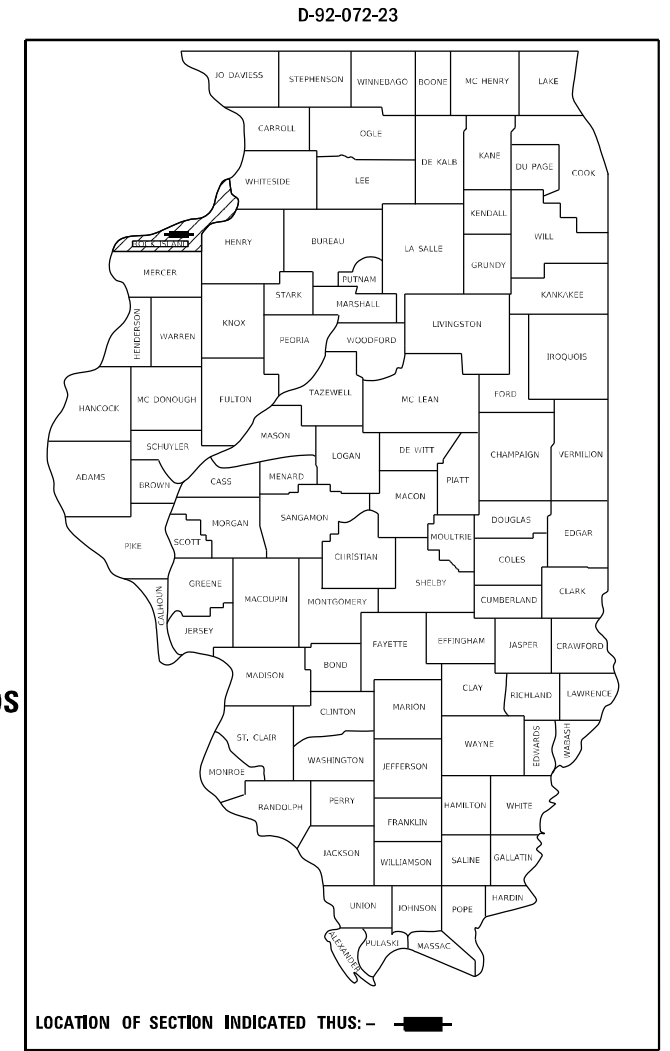 D-92-072-23
JO DAVIESS
STEPHENSON
WINNEBAGO
BOONE
MC HENRY
LAKE
CARROLL
OGLE
DE KALB
KANE
DU PAGE
COOK
WHITESIDE
LEE
ROCK ISLAND
HENRY
BUREAU
LA SALLE
KENDALL
WILL
GRUNDY
MERCER
PUTNAM
STARK
MARSHALL
KANKAKEE
HENDERSON
WARREN
KNOX
PEORIA
WOODFORD
LIVINGSTON
IROQUOIS
HANCOCK
MC DONOUGH
FULTON
TAZEWELL
MC LEAN
FORD
MASON
SCHUYLER
LOGAN
DE WITT
CHAMPAIGN
VERMILION
ADAMS
BROWN
CASS
MENARD
PIATT
MACON
MORGAN
SANGAMON
DOUGLAS
EDGAR
PIKE
SCOTT
CHRISTIAN
MOULTRIE
COLES
GREENE
MACOUPIN
MONTGOMERY
SHELBY
CUMBERLAND
CLARK
CALHOUN
JERSEY
FAYETTE
EFFINGHAM
JASPER
CRAWFORD
BOND
MADISON
CLAY
RICHLAND
LAWRENCE
OS
CLINTON
MARION
ST. CLAIR
WAYNE
EDWARDS
WABASH
WASHINGTON
JEFFERSON
MONROE
RANDOLPH
PERRY
HAMILTON
WHITE
FRANKLIN
JACKSON
WILLIAMSON
SALINE
GALLATIN
UNION
JOHNSON
POPE
HARDIN
ALEXANDER
PULASKI
MASSAC
LOCATION OF SECTION INDICATED THUS: –